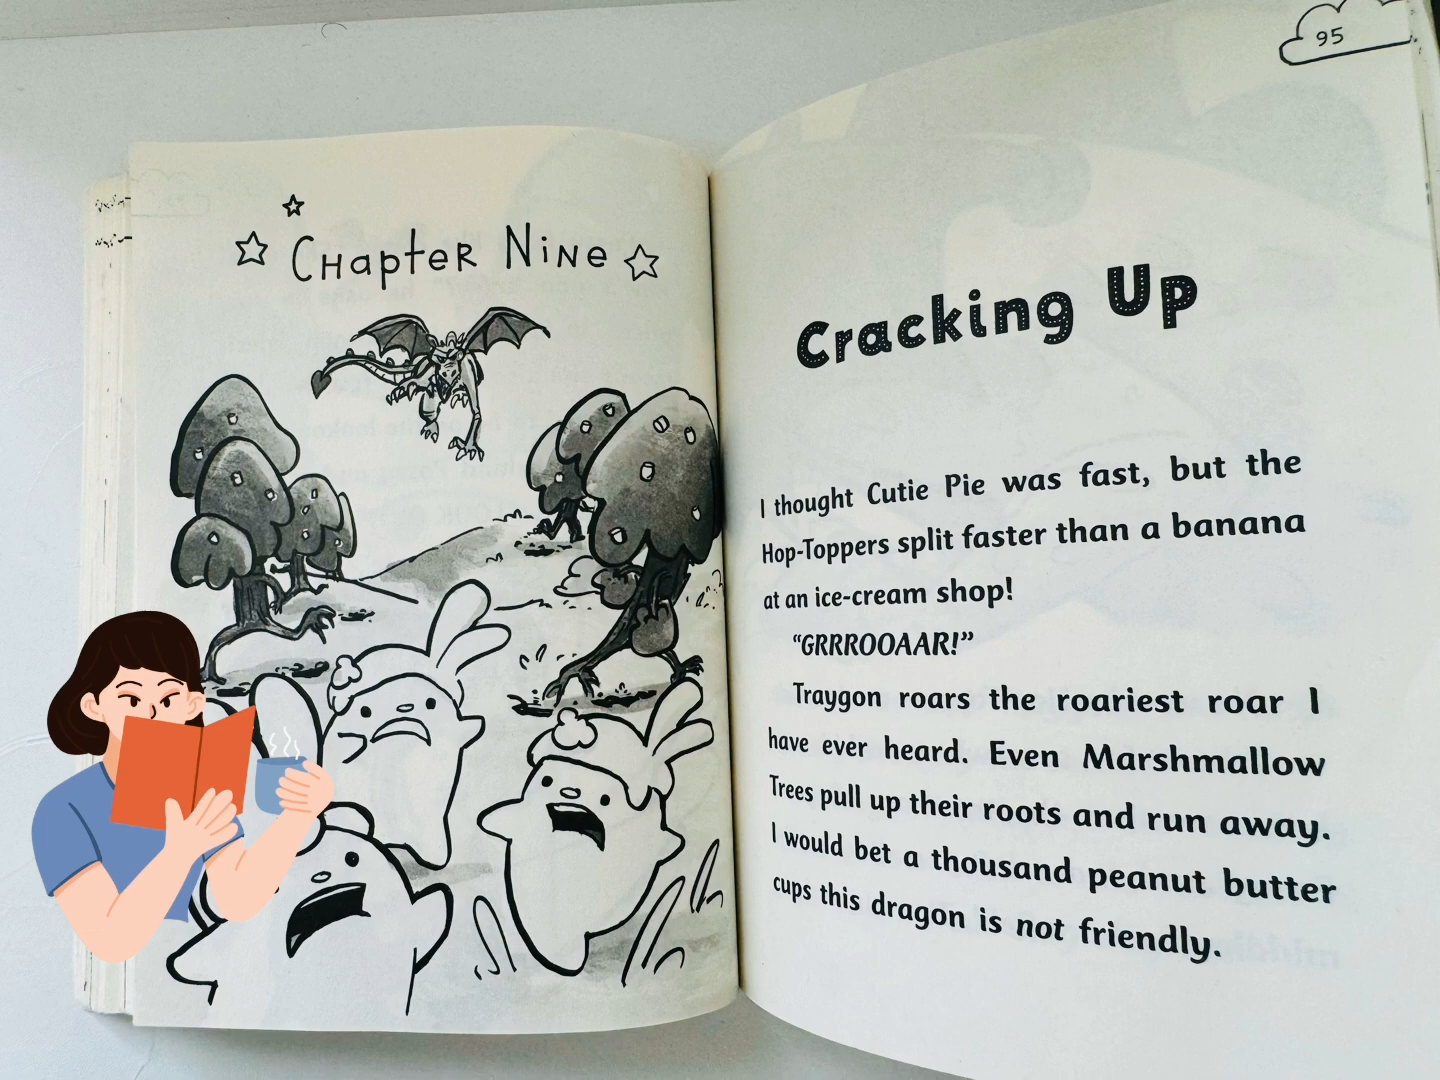 Chapter Nine
95
Cracking Up
I thought Cutie Pie was fast, but the
Hop-Toppers split faster than a banana
at an ice-cream shop!
“GRRROOAAR!”
Traygon roars the roariest roar I
have ever heard. Even Marshmallow
Trees pull up their roots and run away.
I would bet a thousand peanut butter
cups this dragon is not friendly.